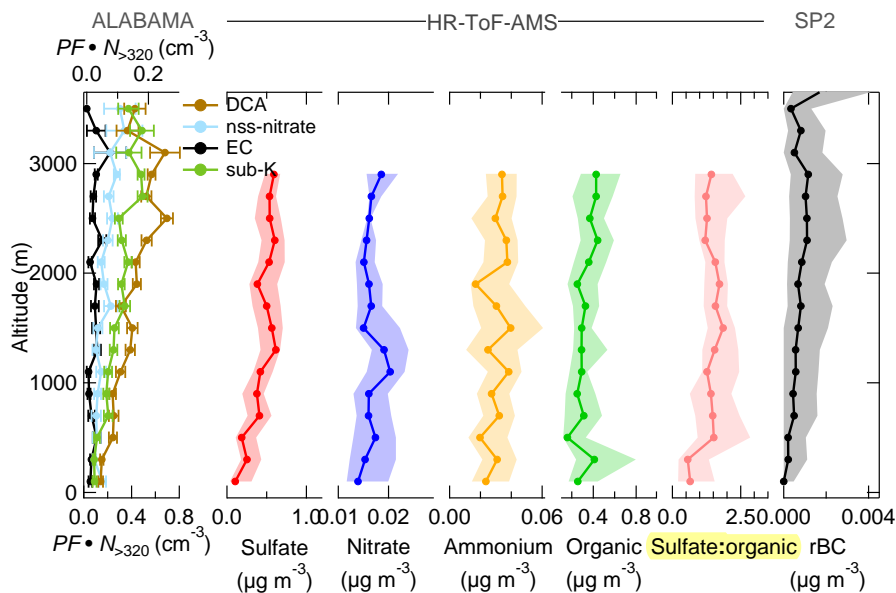 ALABAMA HR-ToF-AMS SP2
PF • N>320 (cm-3)
0.0 0.2
DCA
nss-nitrate
EC
sub-K
Altitude (m)
3000
2000
1000
0
0.0 0.4 0.8 0.0 1.0 0.01 0.02 0.00 0.06 0.4 0.8 0.0 2.50 0.000 0.004
PF • N>320 (cm-3)
Sulfate Nitrate Ammonium Organic Sulfate:organic rBC
(µg m-3) (µg m-3) (µg m-3) (µg m-3) (µg m-3)